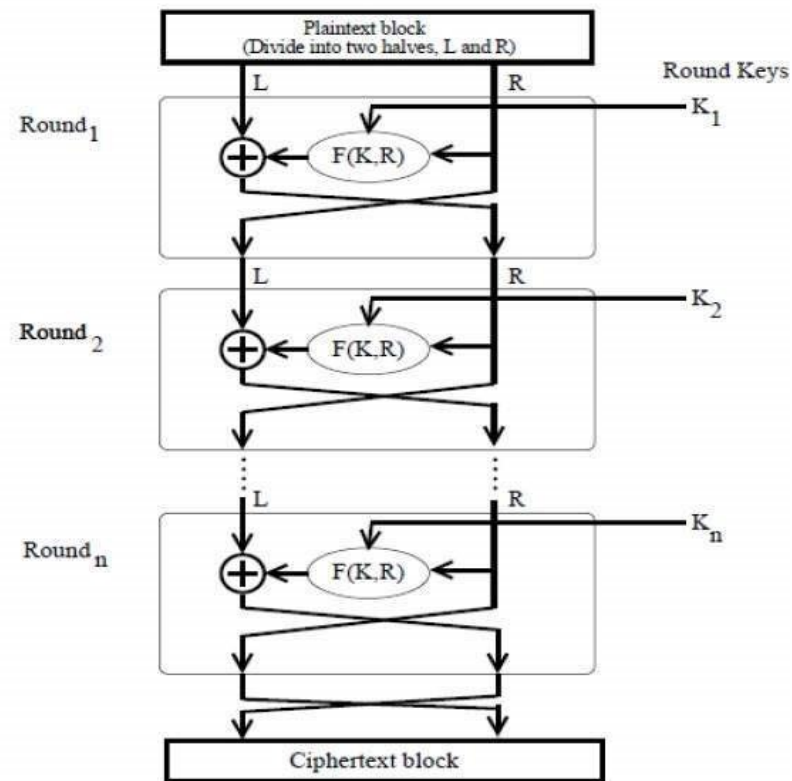 Plaintext block
(Divide into two halves, L and R)
Round Keys
L
R
K1
Round1
F(K,R)
L
R
K2
Round2
F(K,R)
L
R
Kn
Roundn
F(K,R)
Ciphertext block